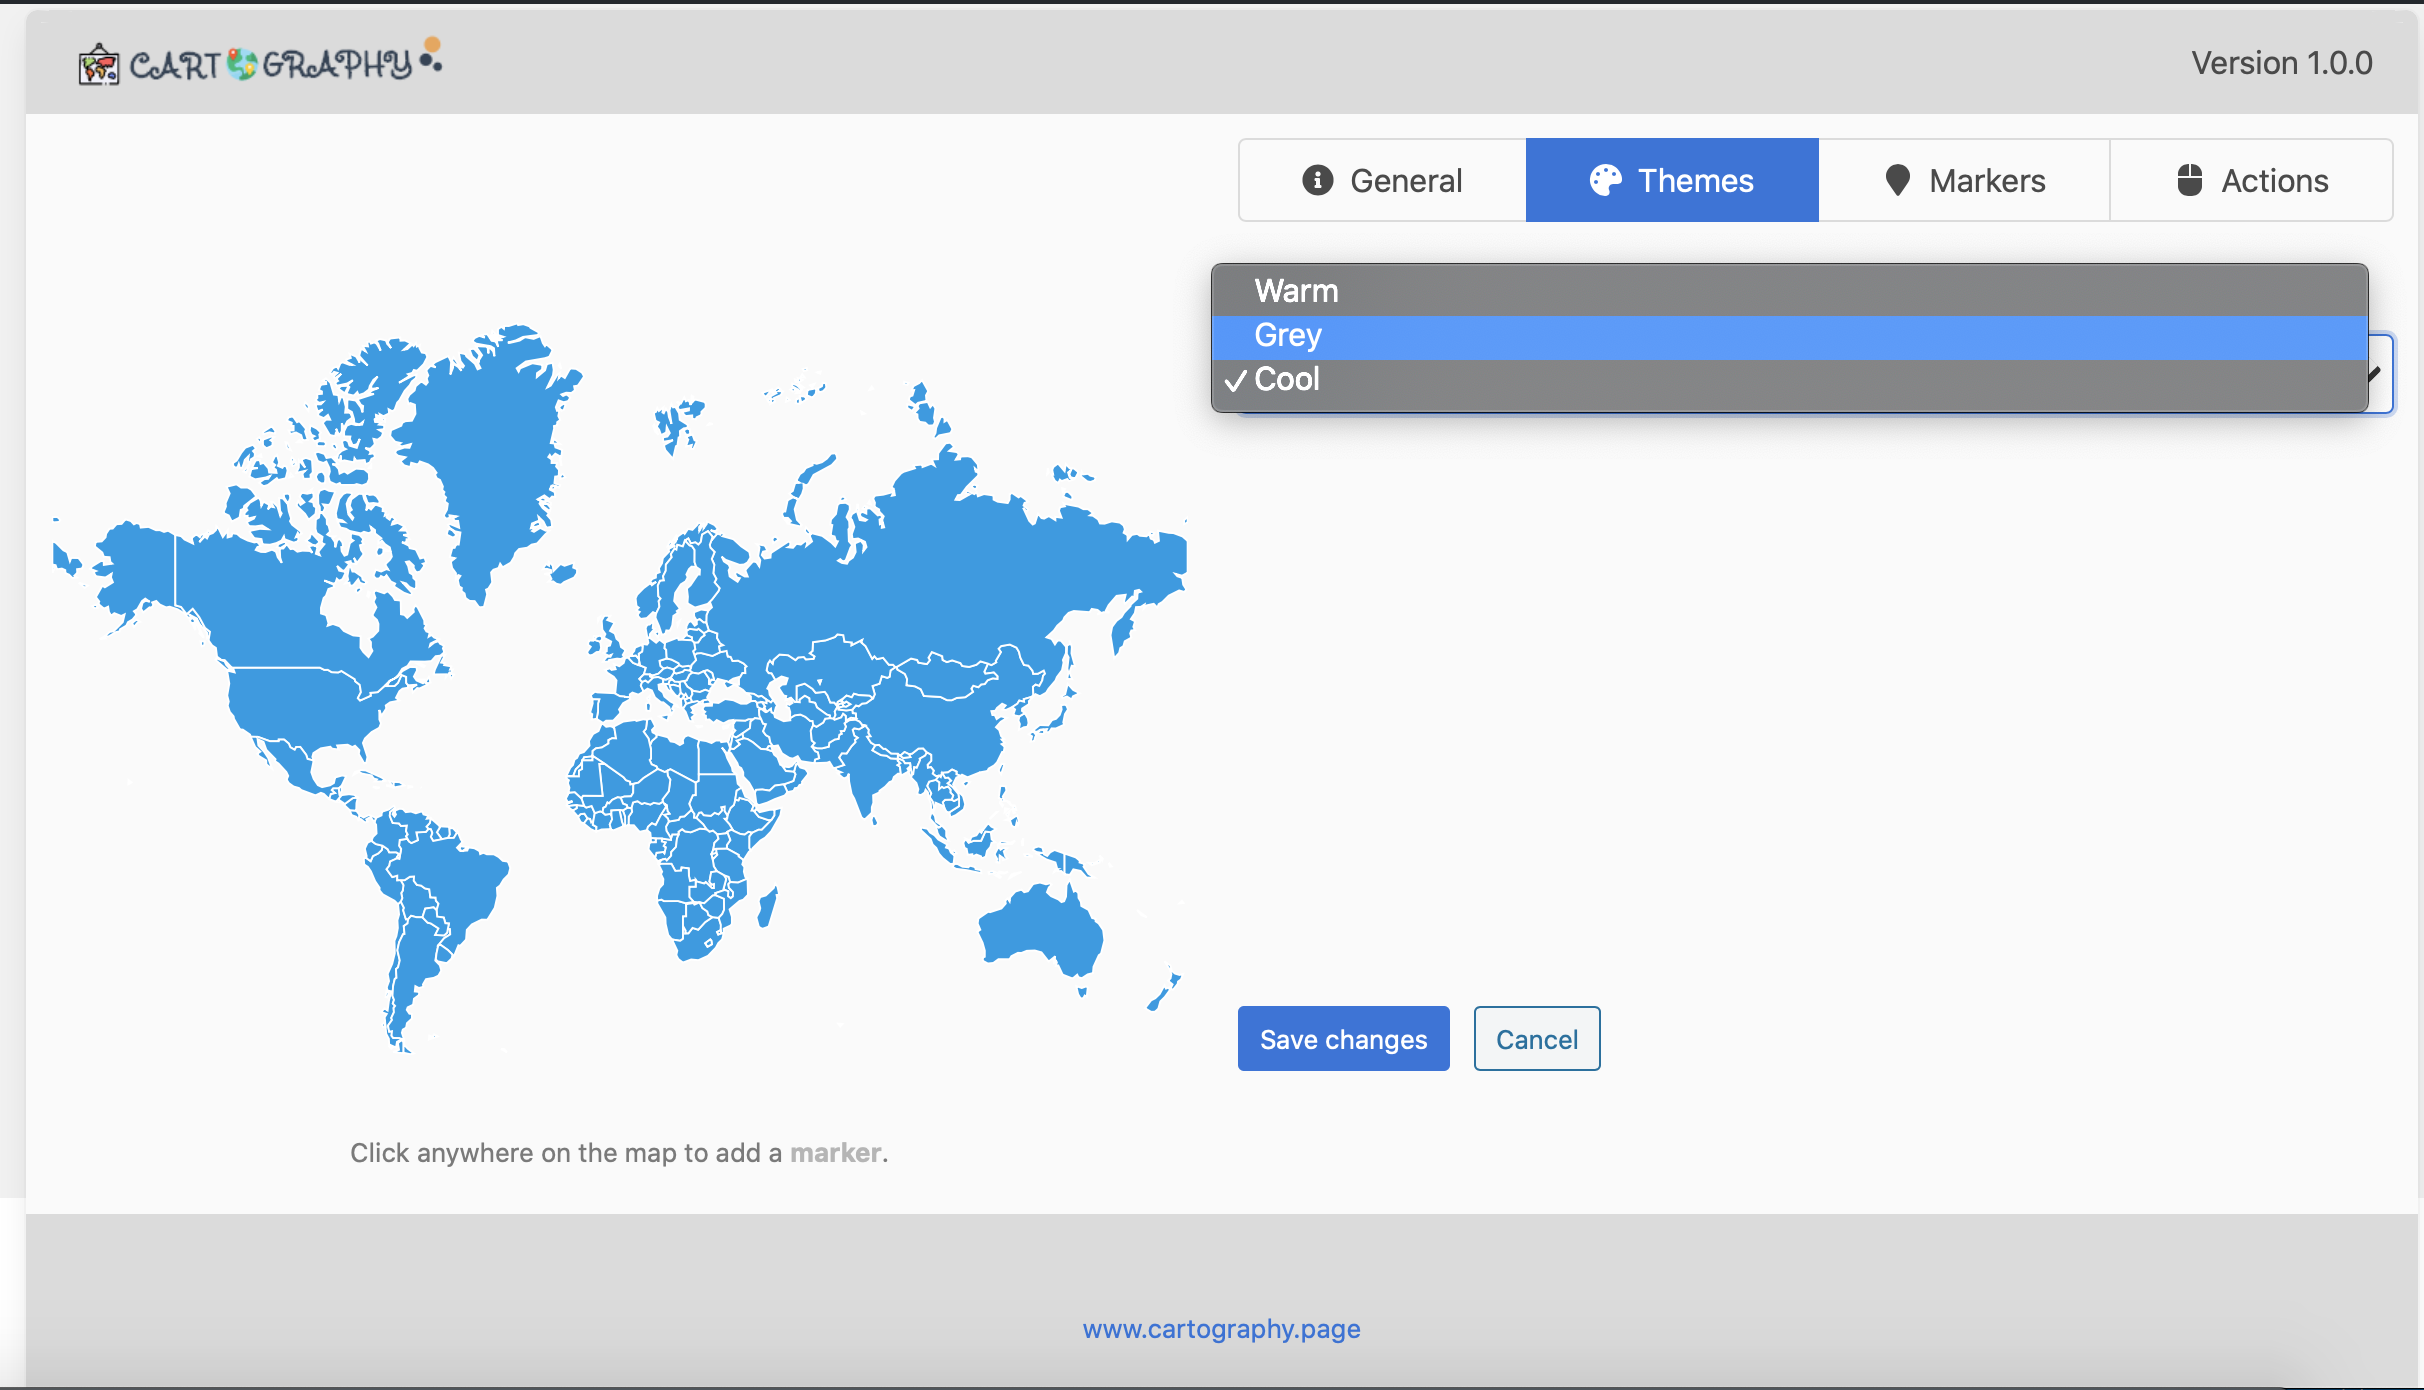 CARTOGRAPHY
Version 1.0.0
General
Themes
Markers
Actions
Warm
Grey
Cool
Save changes
Cancel
Click anywhere on the map to add a marker.
www.cartography.page